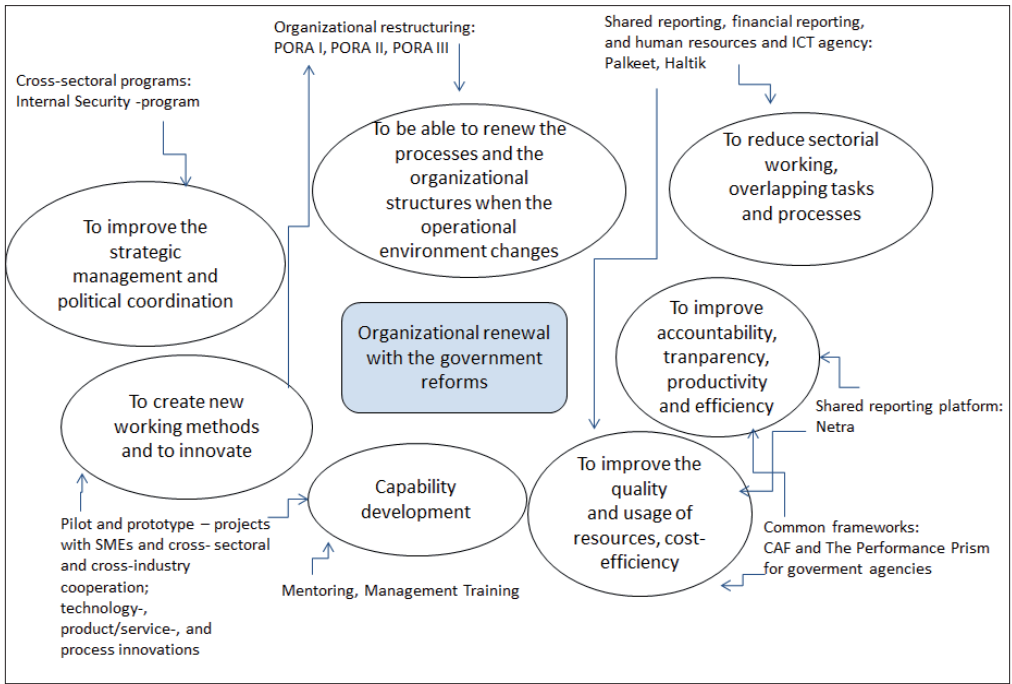 Organizational restructuring:
PORA I, PORA II, PORA III
Shared reporting, financial reporting,
and human resources and ICT agency:
Palkeet, Haltik
Cross-sectoral programs:
Internal Security -program
To be able to renew the
processes and the
organizational
structures when the
operational
environment changes
To reduce sectorial
working,
overlapping tasks
and processes
To improve the
strategic
management and
political coordination
Organizational renewal
with the government
reforms
To improve
accountability,
tranparency,
productivity
and efficiency
To create new
working methods
and to innovate
Shared reporting platform:
Netra
Capability
development
To improve the
quality
and usage of
resources, cost-
efficiency
Pilot and prototype – projects
with SMEs and cross- sectoral
and cross-industry
cooperation;
technology-,
product/service-, and
process innovations
Mentoring, Management Training
Common frameworks:
CAF and The Performance Prism
for goverment agencies